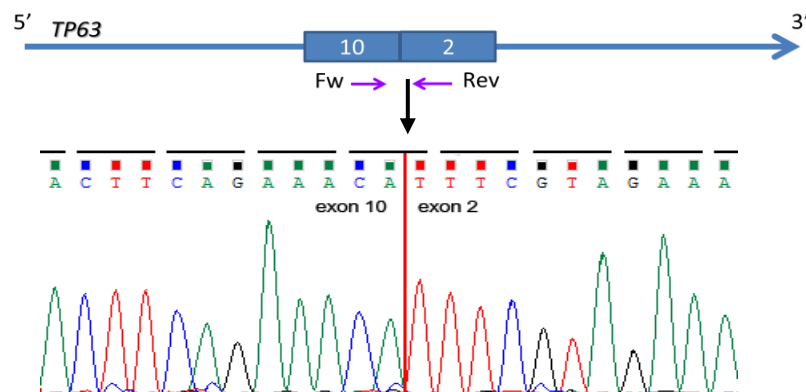 5’ TP63 3’
10 2
Fw Rev
A C T T C A G A A A C A T T T C G T A G A A A
exon 10 exon 2